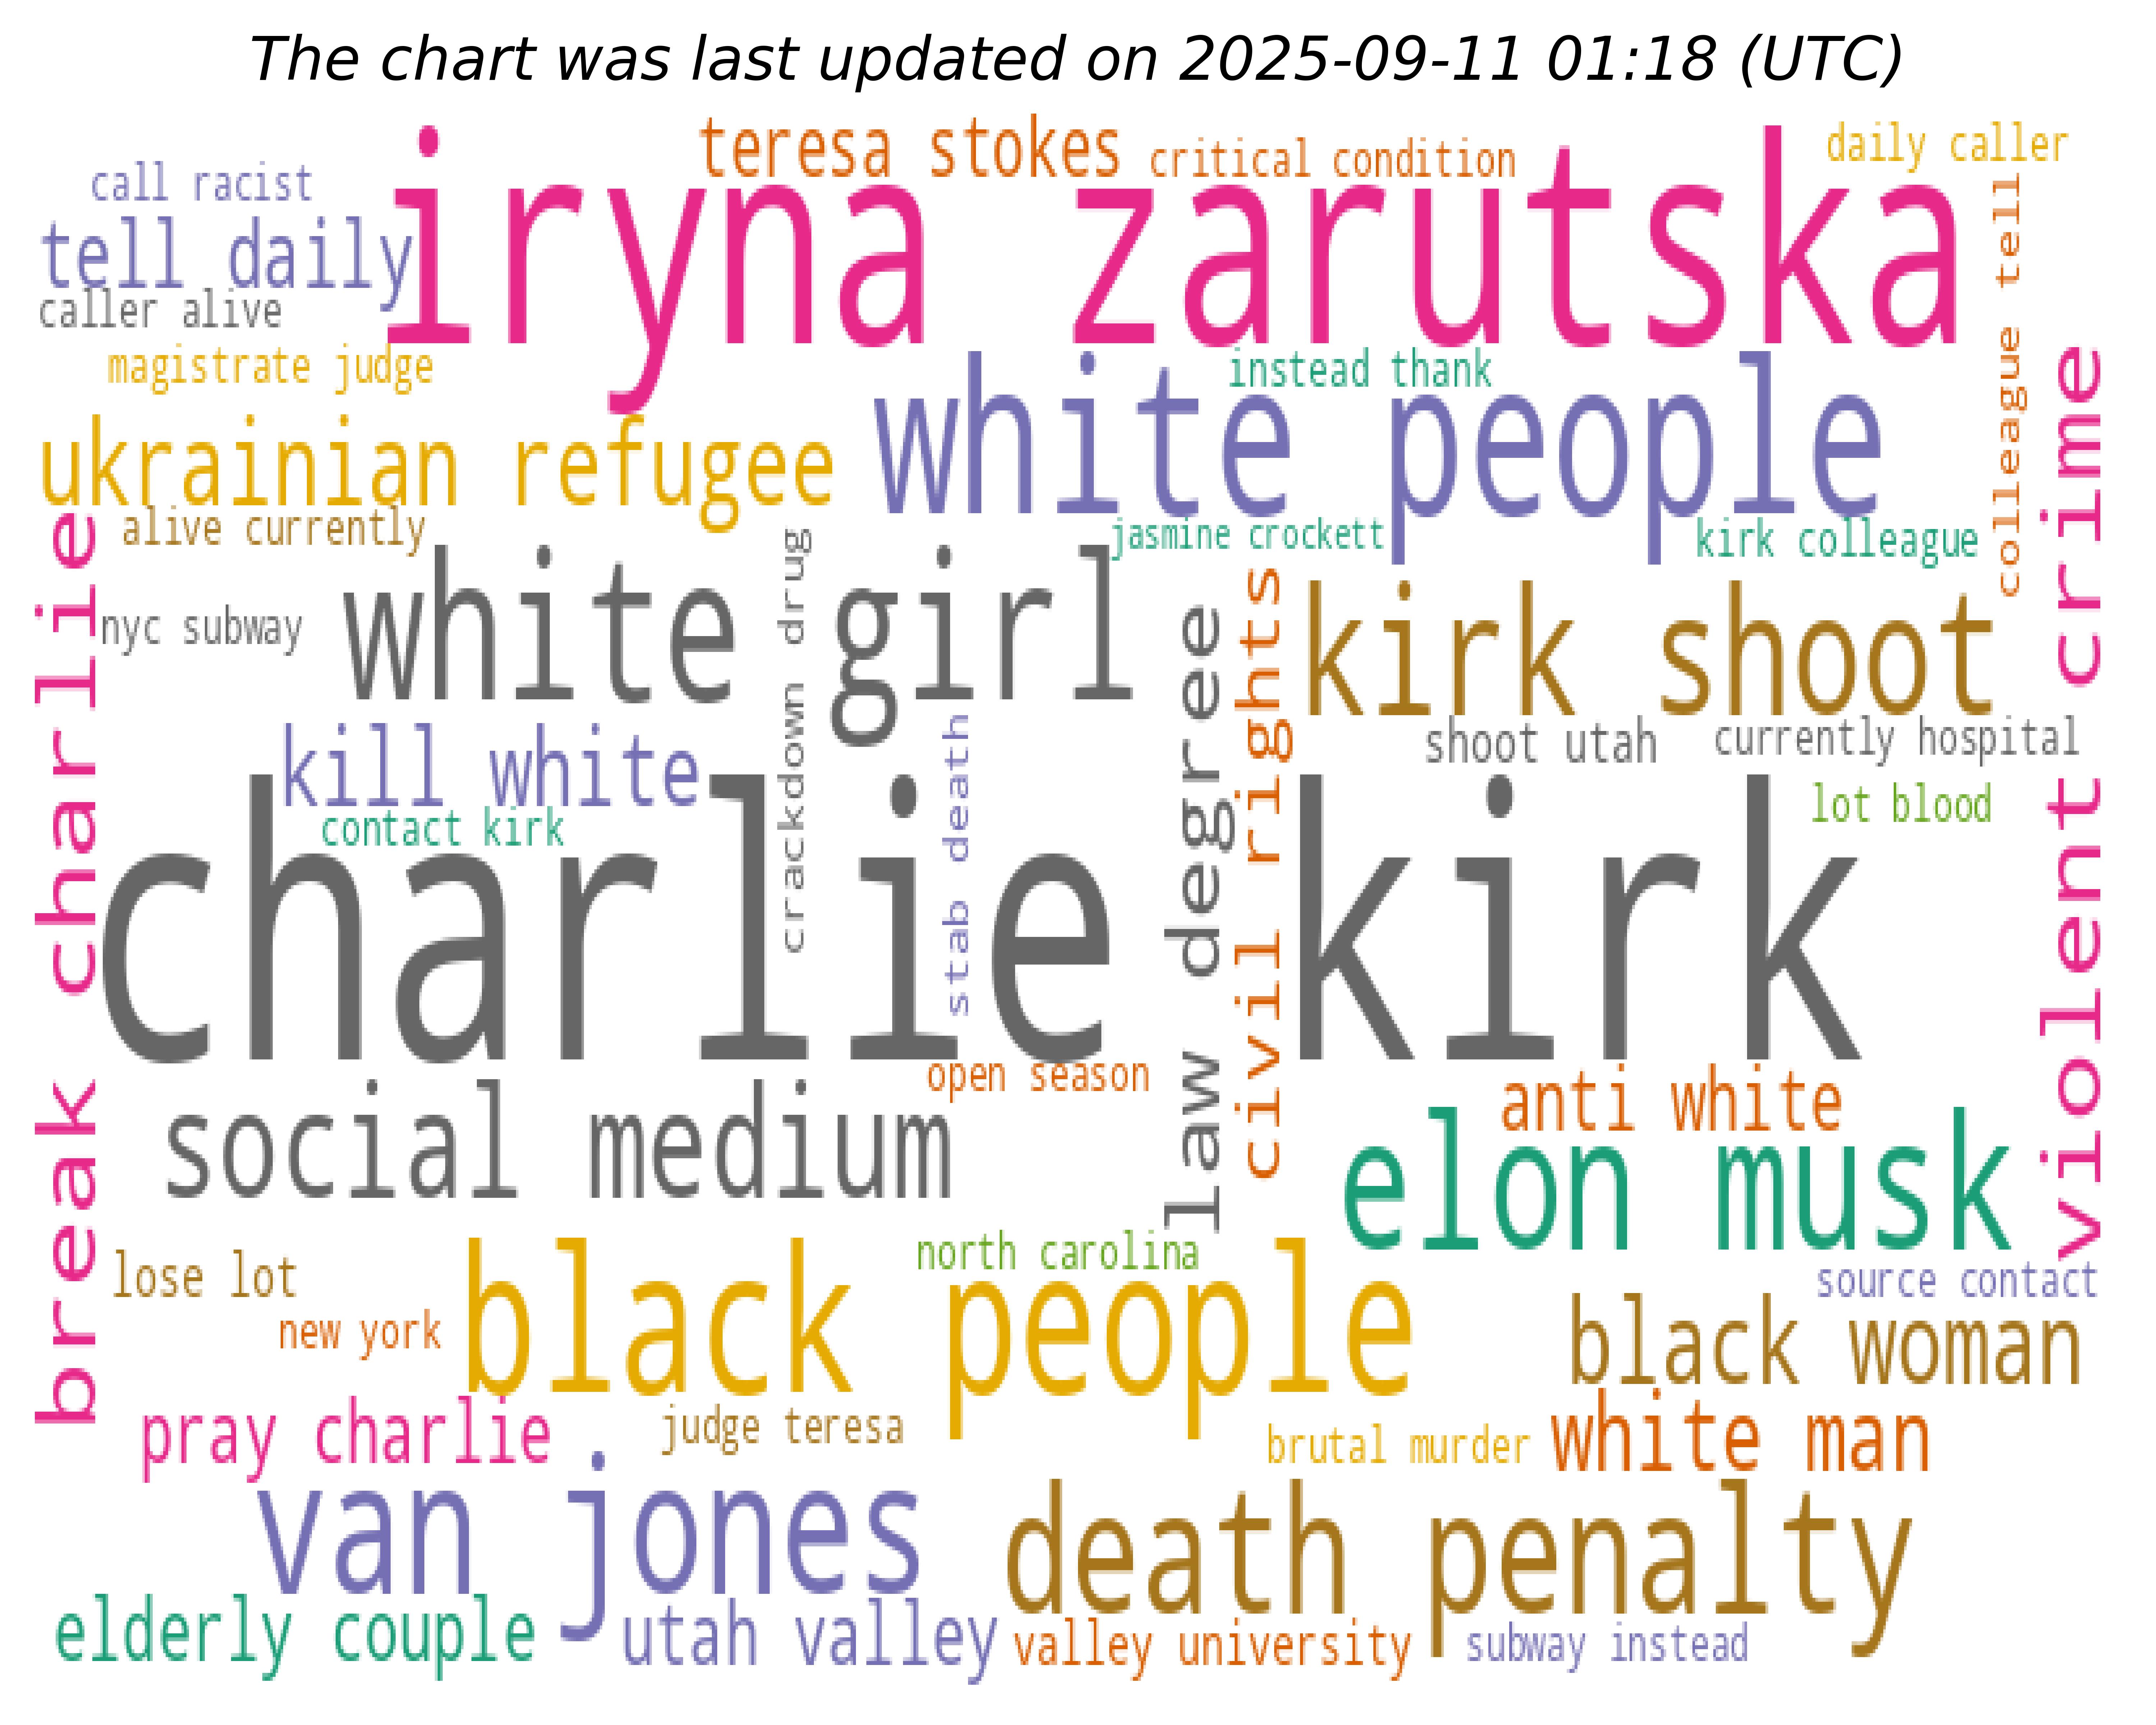 The chart was last updated on 2025-09-11 01:18 (UTC)
teresa stokes
critical condition
daily caller
call racist
iryna zarutska
tell daily
caller alive
colleague tell
magistrate judge
instead thank
white people
ukrainian refugee
violent crime
alive currently
jasmine crockett
kirk colleague
break charlie
nyc subway
white girl
crackdown drug
law degree
civil rights
kirk shoot
kill white
stab death
shoot utah
currently hospital
contact kirk
lot blood
charlie kirk
open season
anti white
social medium
elon musk
north carolina
lose lot
source contact
new york
black people
black woman
pray charlie
judge teresa
brutal murder
white man
van jones
death penalty
elderly couple
utah valley
valley university
subway instead